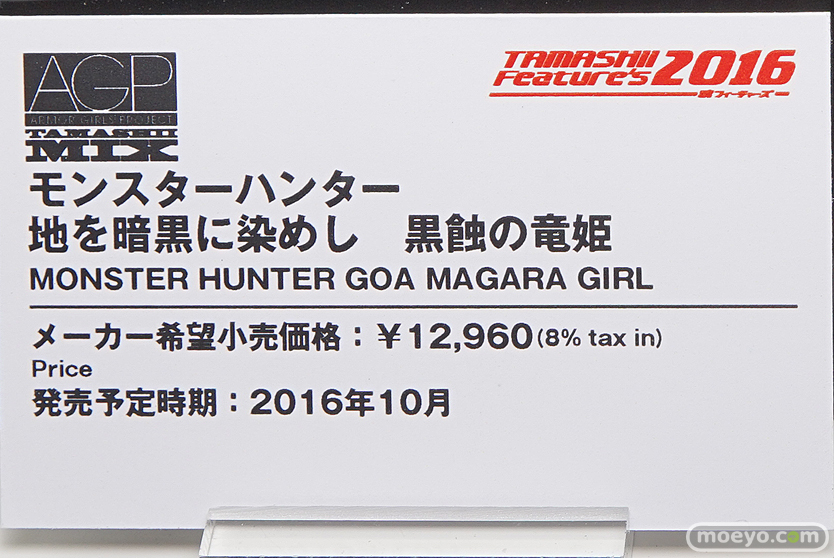 AGP
ARMOR GIRLS PROJECT
TAMASHII
MIX
TAMASHII
Feature's 2016
魂フィーチャーズ
モンスターハンター
地を暗黒に染めし 黒蝕の竜姫
MONSTER HUNTER GOA MAGARA GIRL
メーカー希望小売価格：￥12,960(8% tax in)
Price
発売予定時期：2016年10月
moeyo.com